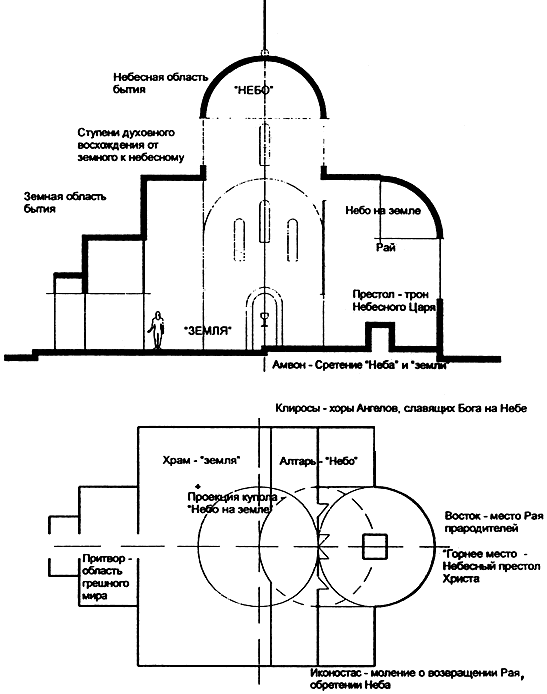 Небесная область
бытия
"НЕБО"
Ступени духовного
восхождения от
земного к небесному
Земная область
бытия
Небо на земле
Рай
Престол - трон
Небесного Царя
"ЗЕМЛЯ"
Амвон - Сретение "Неба" и "земли"
Клиросы - хоры Ангелов, славящих Бога на Небе
Храм - "земля"
Алтарь - "Небо"
Проекция купола -
"Небо на земле"
Восток - место Рая
прародителей
Притвор -
область
грешного
мира
"Горнее место -
Небесный престол
Христа
Иконостас - моление о возвращении Рая,
обретении Неба